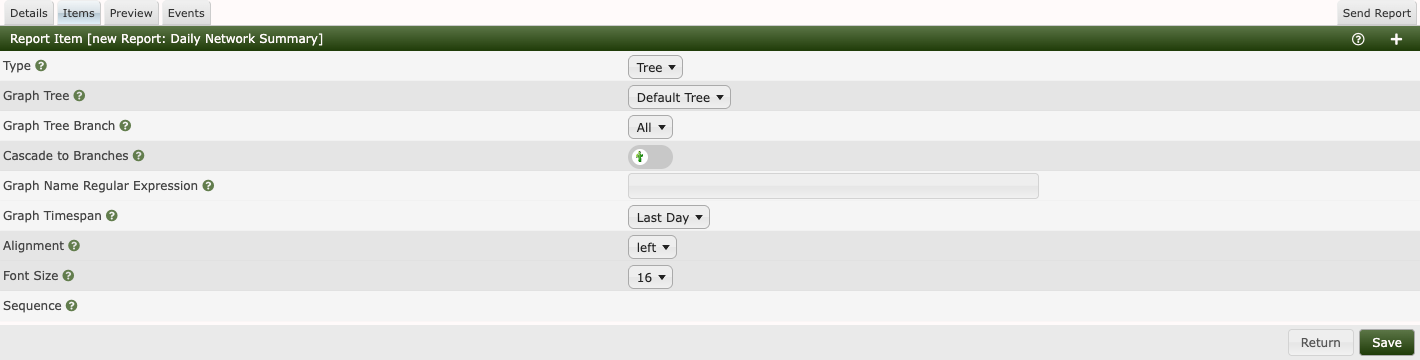 Details Items Preview Events Send Report
Report Item [new Report: Daily Network Summary]
Type Tree
Graph Tree Default Tree
Graph Tree Branch All
Cascade to Branches
Graph Name Regular Expression
Graph Timespan Last Day
Alignment left
Font Size 16
Sequence
Return Save